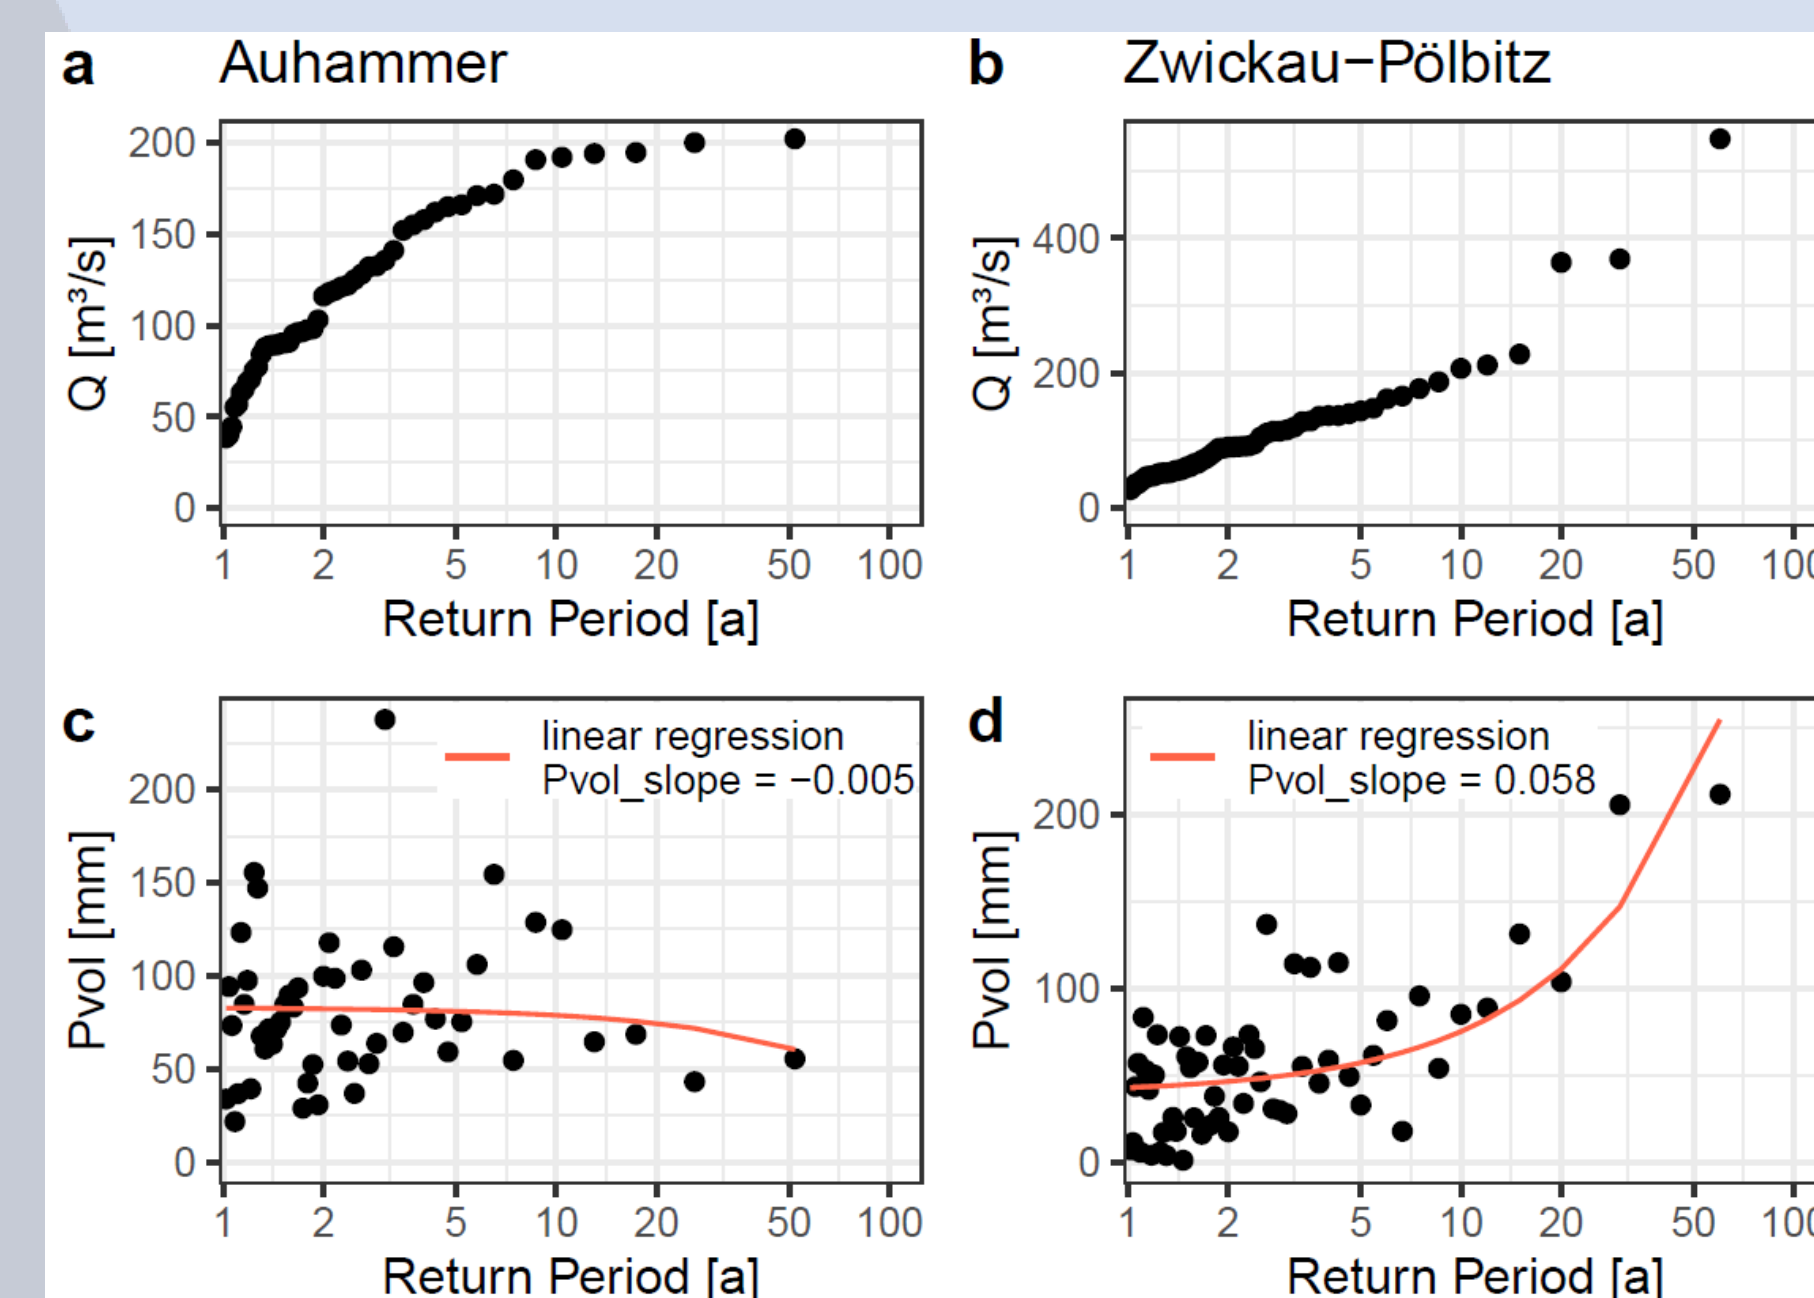 a Auhammer
200
150
100
50
0
Q [m³/s]
1 2 5 10 20 50 100
Return Period [a]
b Zwickau−Pölbitz
400
200
0
Q [m³/s]
1 2 5 10 20 50 100
Return Period [a]
c
linear regression
Pvol_slope = −0.005
200
150
100
50
0
Pvol [mm]
1 2 5 10 20 50 100
Return Period [a]
d
linear regression
Pvol_slope = 0.058
200
100
0
Pvol [mm]
1 2 5 10 20 50 100
Return Period [a]